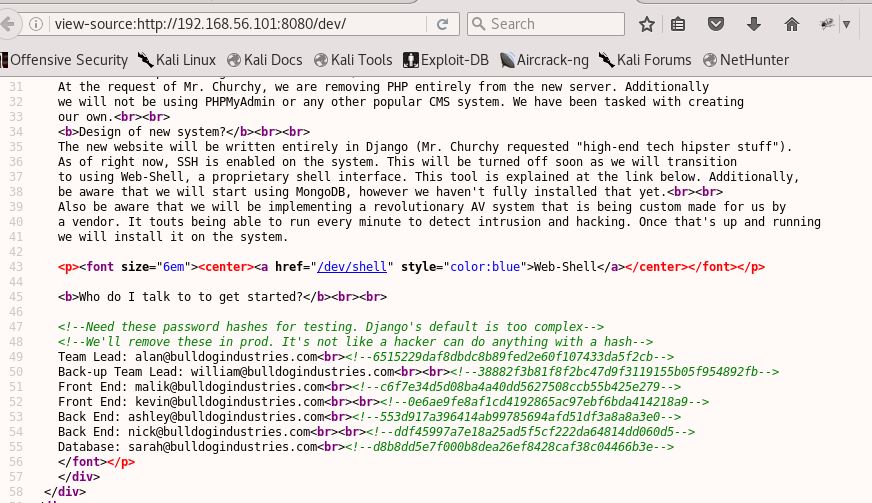 view-source:http://192.168.56.101:8080/dev/ Search
Offensive Security Kali Linux Kali Docs Kali Tools Exploit-DB Aircrack-ng Kali Forums NetHunter
31 At the request of Mr. Churchy, we are removing PHP entirely from the new server. Additionally
32 we will not be using PHPMyAdmin or any other popular CMS system. We have been tasked with creating
33 our own.<br><br>
34 <b>Design of new system?</b><br><br>
35 The new website will be written entirely in Django (Mr. Churchy requested "high-end tech hipster stuff").
36 As of right now, SSH is enabled on the system. This will be turned off soon as we will transition
37 to using Web-Shell, a proprietary shell interface. This tool is explained at the link below. Additionally,
38 be aware that we will start using MongoDB, however we haven't fully installed that yet.<br><br>
39 Also be aware that we will be implementing a revolutionary AV system that is being custom made for us by
40 a vendor. It touts being able to run every minute to detect intrusion and hacking. Once that's up and running
41 we will install it on the system.
42
43 <p><font size="6em"><center><a href="/dev/shell" style="color:blue">Web-Shell</a></center></font></p>
44
45 <b>Who do I talk to to get started?</b><br><br>
46
47 <!--Need these password hashes for testing. Django's default is too complex-->
48 <!--We'll remove these in prod. It's not like a hacker can do anything with a hash-->
49 Team Lead: alan@bulldogindustries.com<br><!--6515229daf8dbdc8b89fed2e60f107433da5f2cb-->
50 Back-up Team Lead: william@bulldogindustries.com<br><br><!--38882f3b81f8f2bc47d9f3119155b05f954892fb-->
51 Front End: malik@bulldogindustries.com<br><!--c6f7e34d5d08ba4a40dd5627508ccb55b425e279-->
52 Front End: kevin@bulldogindustries.com<br><br><!--0e6ae9fe8af1cd4192865ac97ebf6bda414218a9-->
53 Back End: ashley@bulldogindustries.com<br><!--553d917a396414ab99785694afd51df3a8a8a3e0-->
54 Back End: nick@bulldogindustries.com<br><br><!--ddf45997a7e18a25ad5f5cf222da64814dd060d5-->
55 Database: sarah@bulldogindustries.com<br><!--d8b8dd5e7f000b8dea26ef8428caf38c04466b3e-->
56 </font></p>
57 </div>
58 </div>